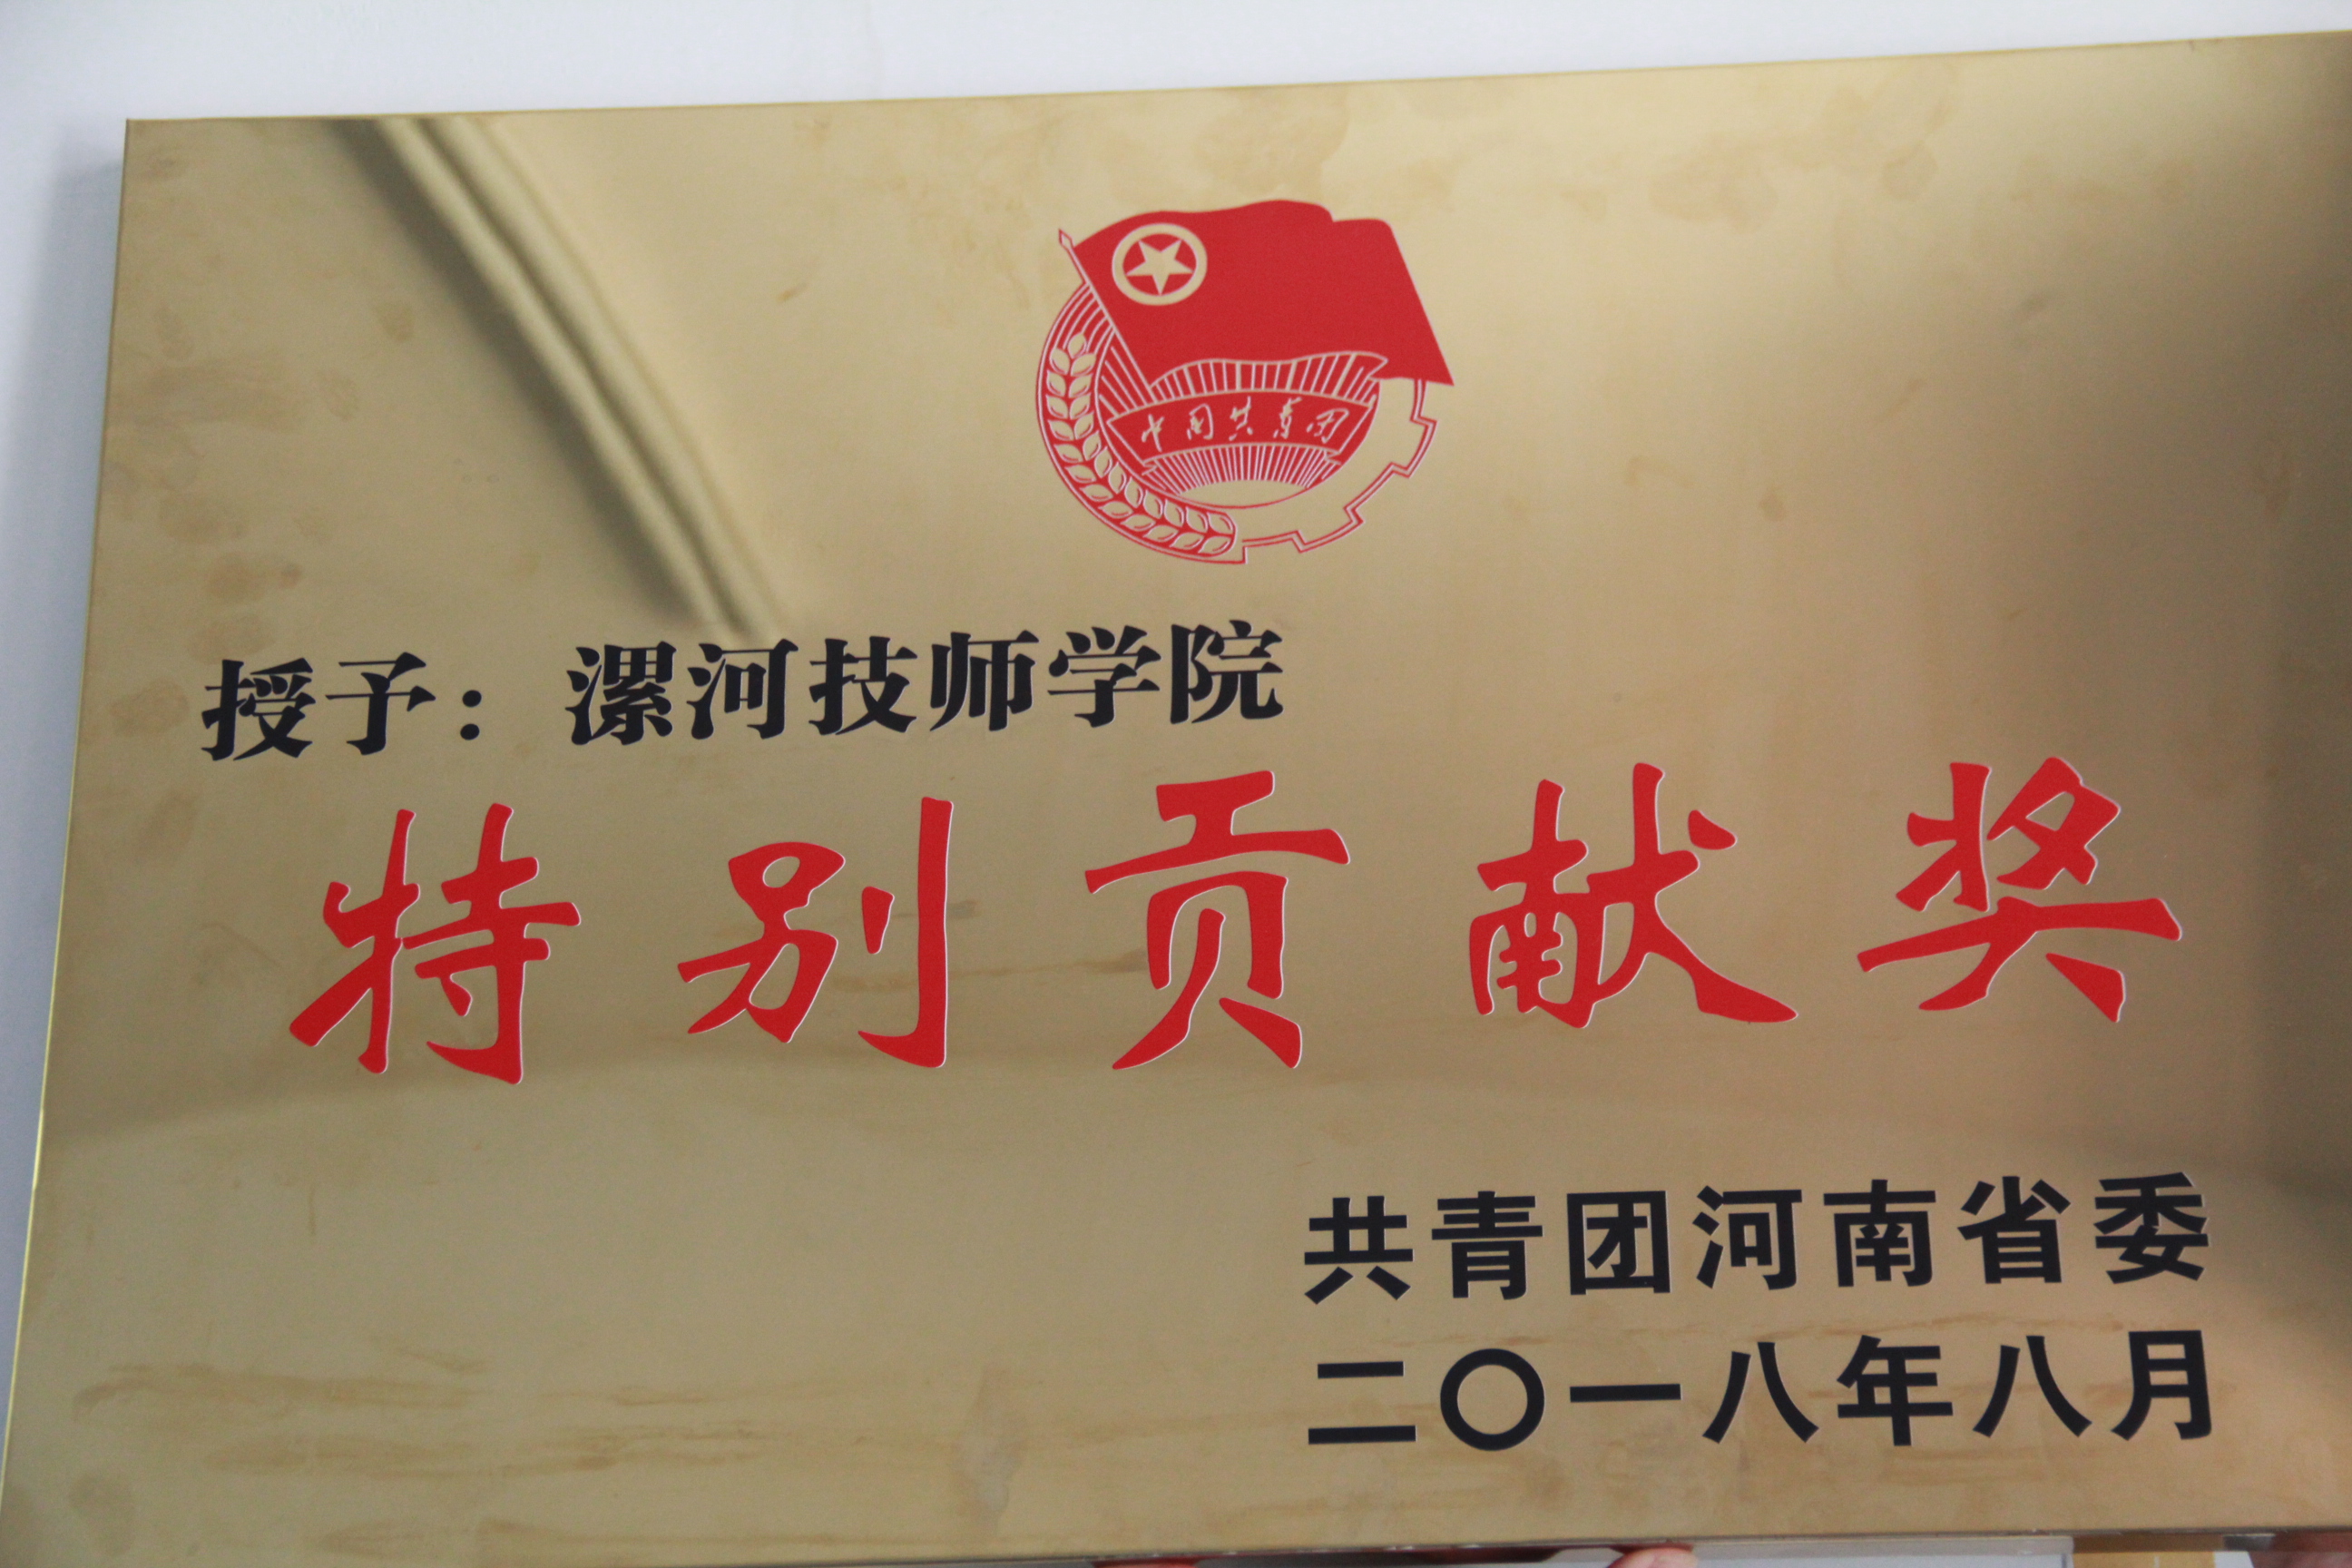 中国共青团
授予：漯河技师学院
特别贡献奖
共青团河南省委
二〇一八年八月